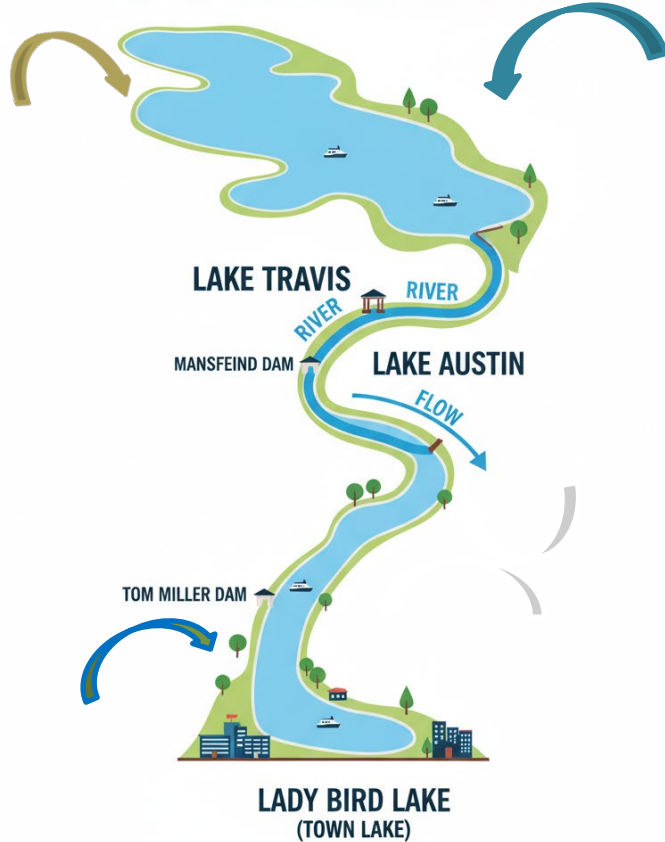 LAKE TRAVIS
RIVER
RIVER
MANSFEIND DAM
LAKE AUSTIN
FLOW
TOM MILLER DAM
LADY BIRD LAKE
(TOWN LAKE)